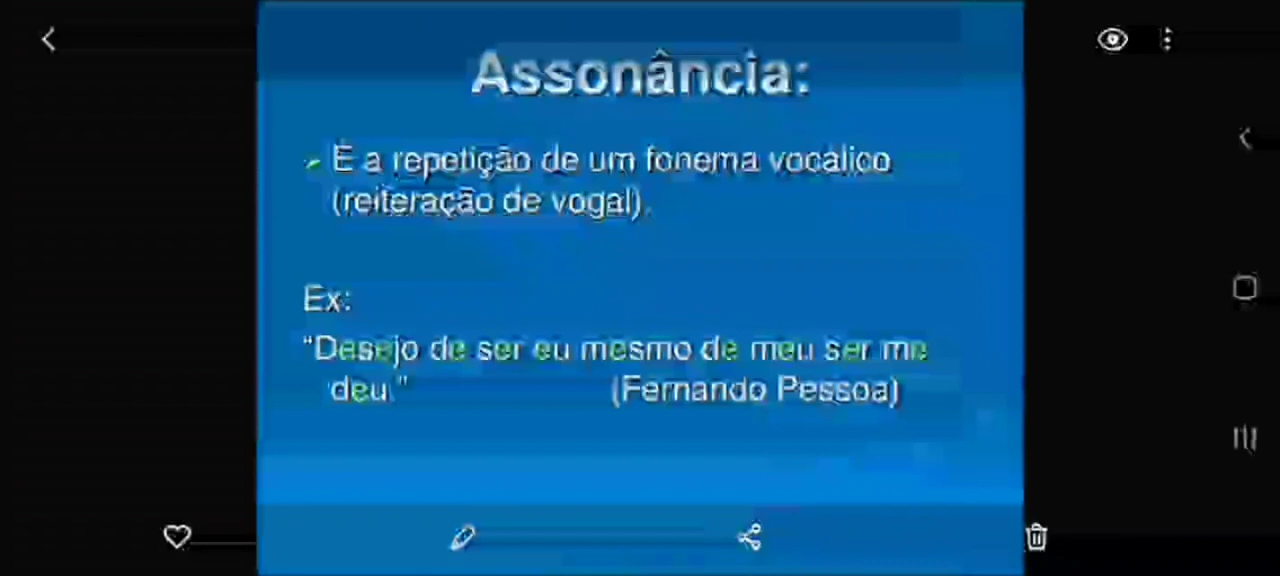 Assonância:
É a repetição de um fonema vocálico
(reiteração de vogal).
Ex:
“Desejo de ser eu mesmo de meu ser me
deu.” (Fernando Pessoa)